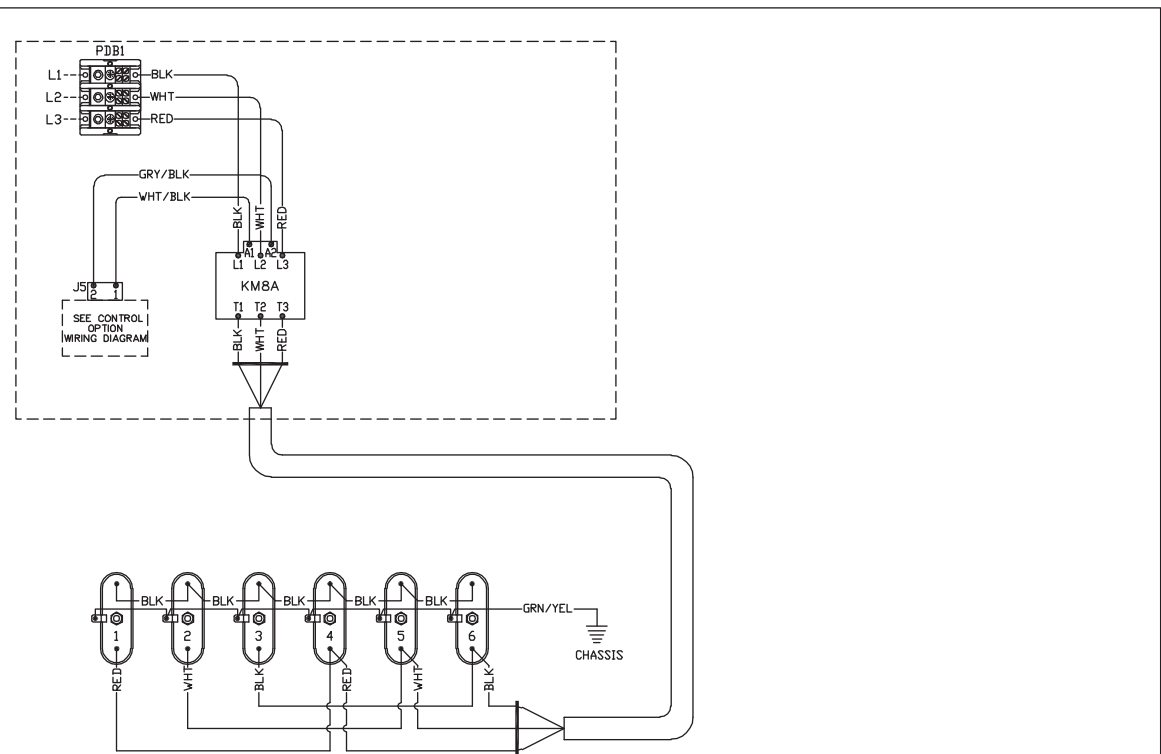 PDB1
L1 BLK
L2 WHT
L3 RED
GRY/BLK
WHT/BLK
BLK WHT RED
A1 A2
L1 L2 L3
KM8A
T1 T2 T3
J5 2 1
SEE CONTROL
OPTION
WIRING DIAGRAM
BLK WHT RED
BLK BLK BLK BLK BLK
GRN/YEL
1 2 3 4 5 6
CHASSIS
RED WHT BLK RED WHT BLK